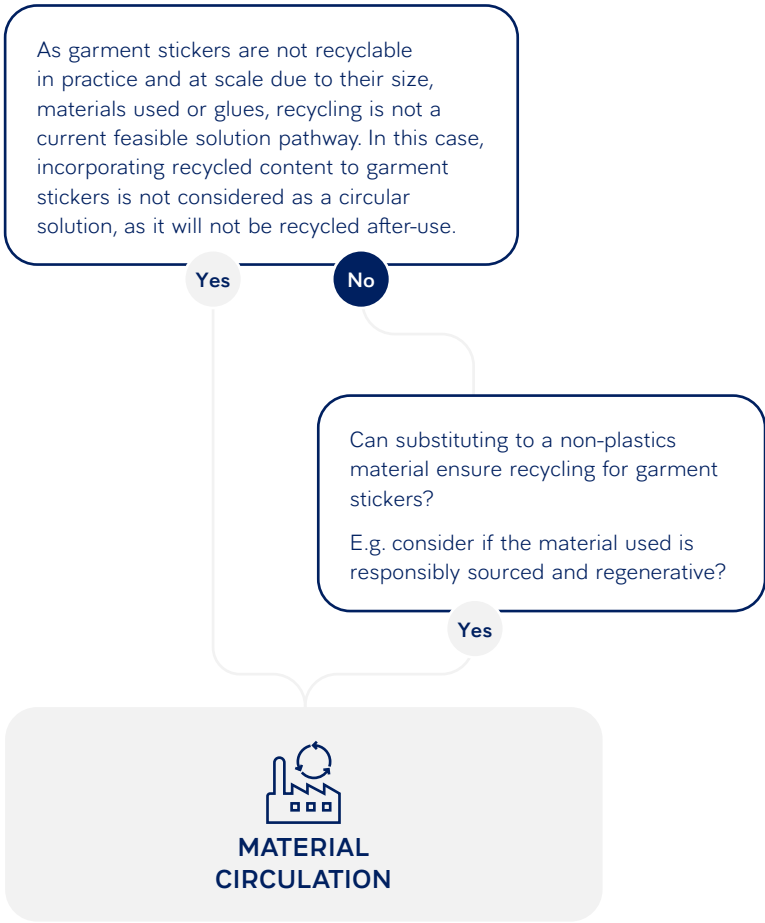 As garment stickers are not recyclable
in practice and at scale due to their size,
materials used or glues, recycling is not a
current feasible solution pathway. In this case,
incorporating recycled content to garment
stickers is not considered as a circular
solution, as it will not be recycled after-use.
Yes
No
Can substituting to a non-plastics
material ensure recycling for garment
stickers?
E.g. consider if the material used is
responsibly sourced and regenerative?
Yes
MATERIAL
CIRCULATION